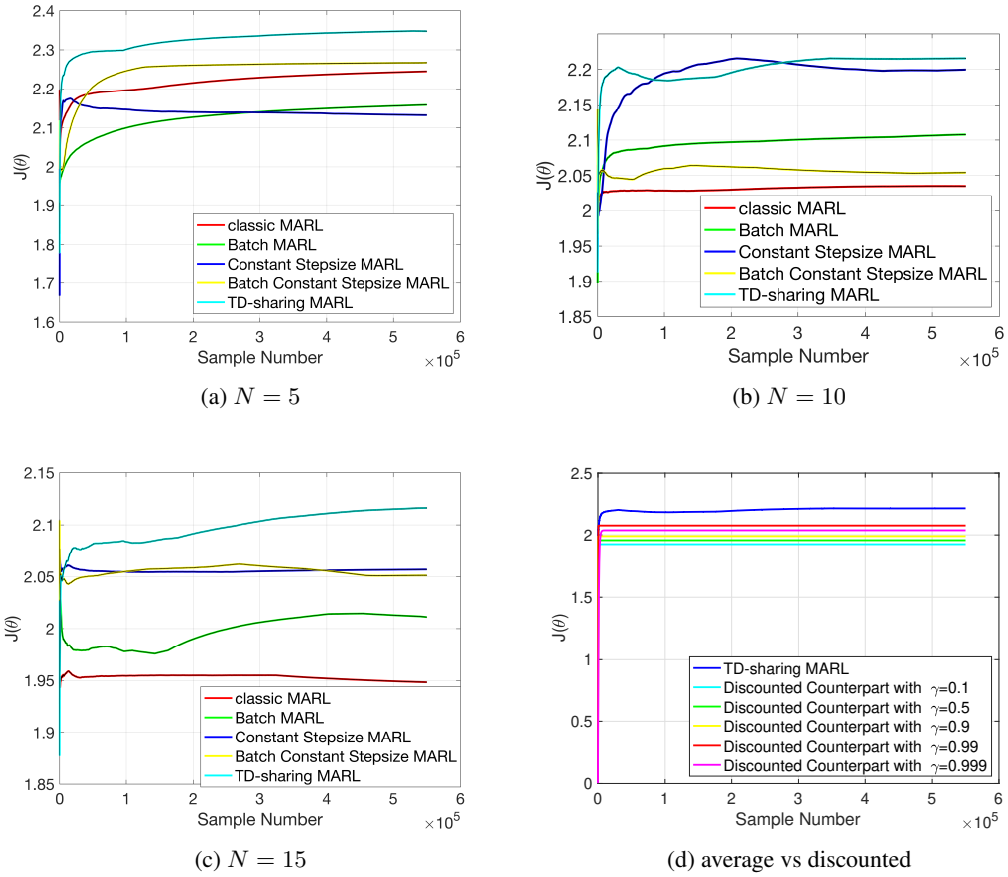 2.4
2.3
2.2
2.1
2
1.9
1.8
1.7
1.6
J(θ)
0 1 2 3 4 5 6
Sample Number
×10⁵
classic MARL
Batch MARL
Constant Stepsize MARL
Batch Constant Stepsize MARL
TD-sharing MARL
(a) N = 5
2.2
2.15
2.1
2.05
2
1.95
1.9
1.85
J(θ)
0 1 2 3 4 5 6
Sample Number
×10⁵
classic MARL
Batch MARL
Constant Stepsize MARL
Batch Constant Stepsize MARL
TD-sharing MARL
(b) N = 10
2.15
2.1
2.05
2
1.95
1.9
1.85
J(θ)
0 1 2 3 4 5 6
Sample Number
×10⁵
classic MARL
Batch MARL
Constant Stepsize MARL
Batch Constant Stepsize MARL
TD-sharing MARL
(c) N = 15
2.5
2
1.5
1
0.5
0
J(θ)
0 1 2 3 4 5 6
Sample Number
×10⁵
TD-sharing MARL
Discounted Counterpart with γ=0.1
Discounted Counterpart with γ=0.5
Discounted Counterpart with γ=0.9
Discounted Counterpart with γ=0.99
Discounted Counterpart with γ=0.999
(d) average vs discounted